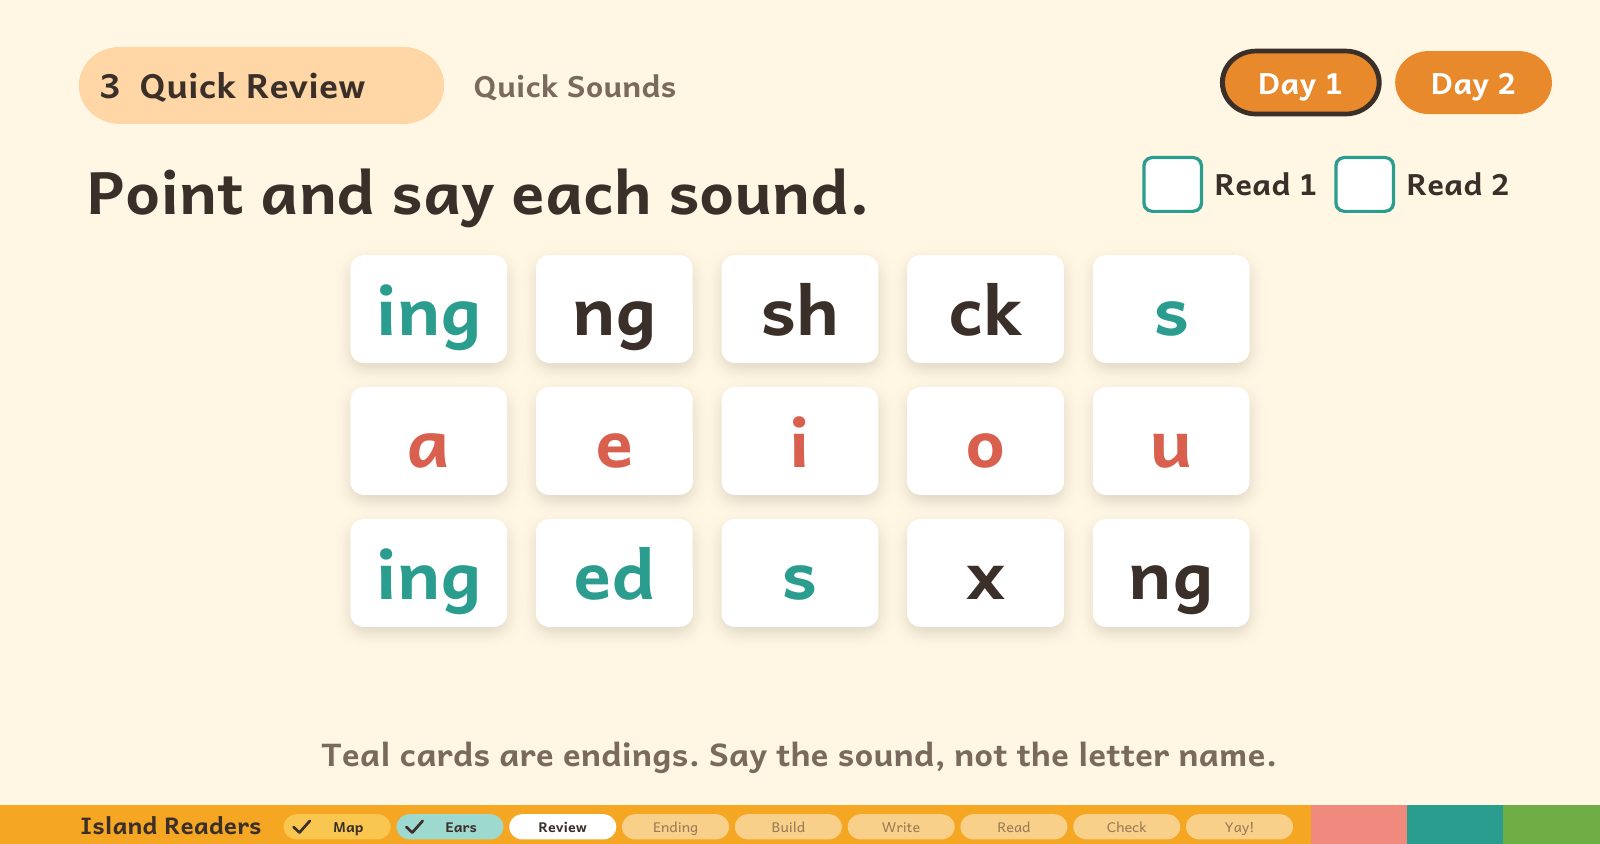 3 Quick Review
Quick Sounds
Day 1
Day 2
Point and say each sound.
Read 1
Read 2
ing ng sh ck s
a e i o u
ing ed s x ng
Teal cards are endings. Say the sound, not the letter name.
Island Readers Map Ears Review Ending Build Write Read Check Yay!